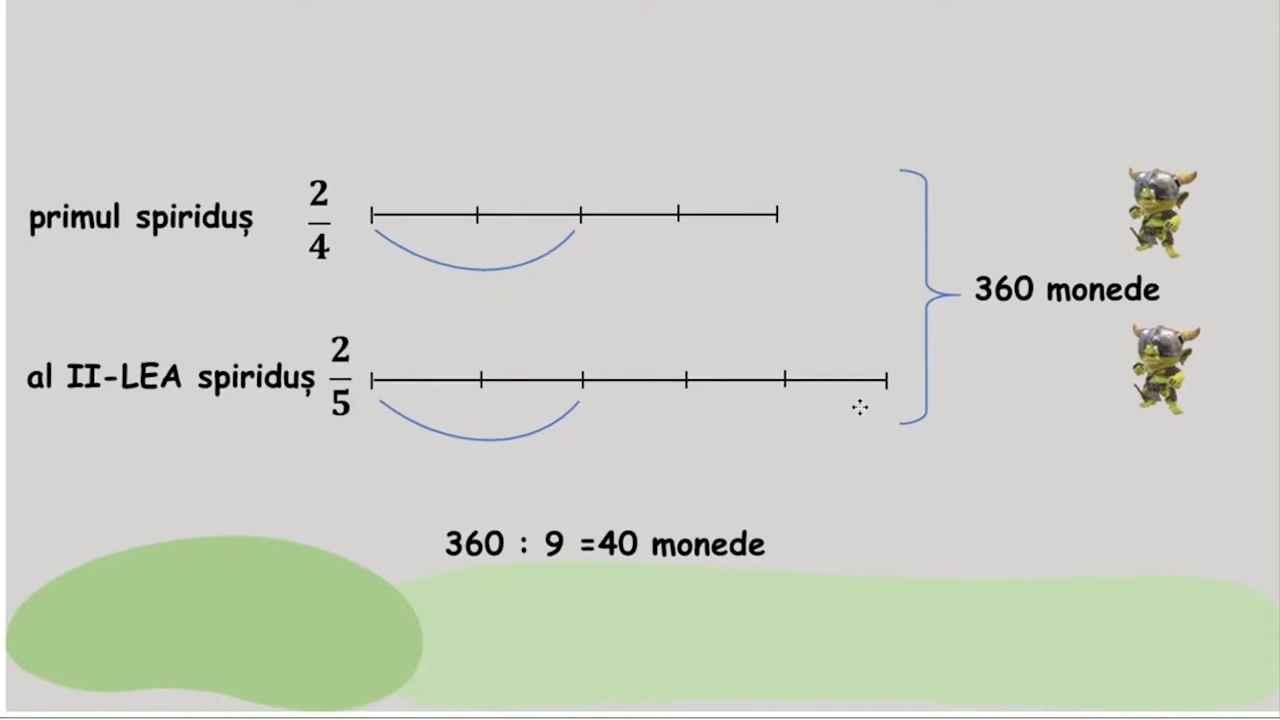 primul spiriduș 2/4
360 monede
al II-LEA spiriduș 2/5
360 : 9 =40 monede